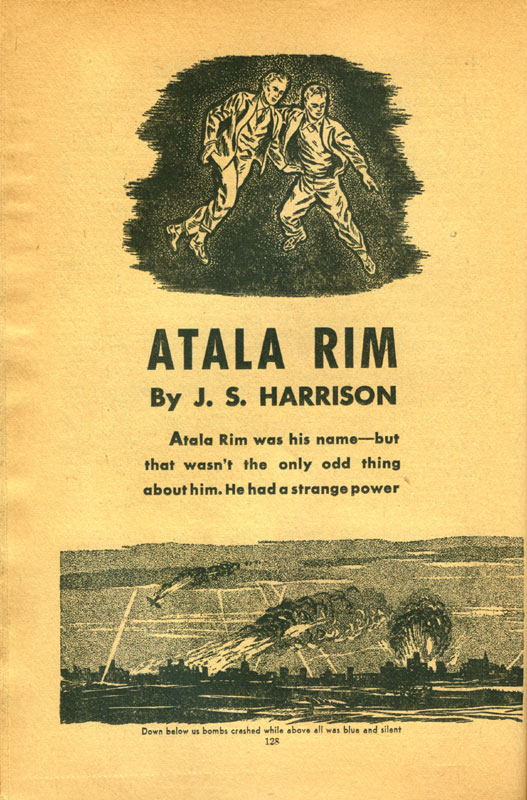 ATALA RIM
By J. S. HARRISON
Atala Rim was his name—but
that wasn't the only odd thing
about him. He had a strange power
Down below us bombs crashed while above all was blue and silent
128